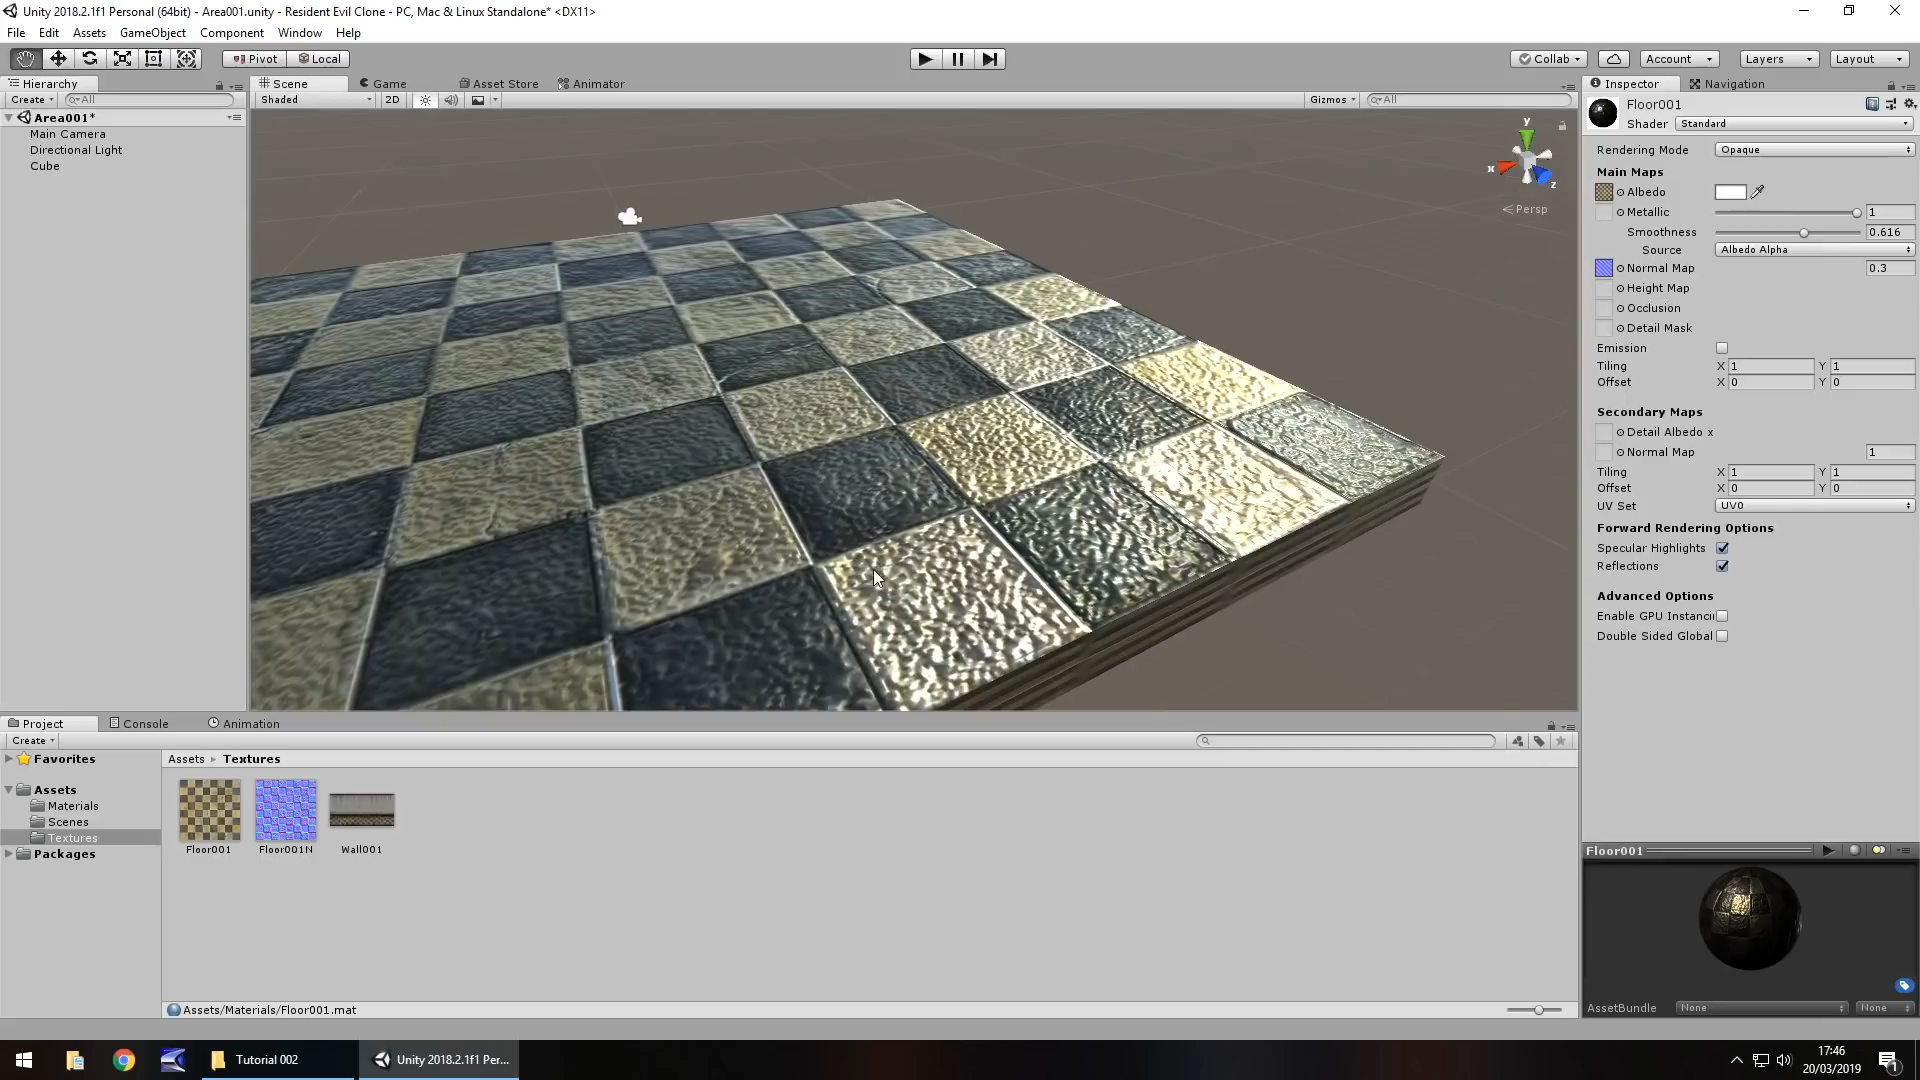 Unity 2018.2.1f1 Personal (64bit) - Area001.unity - Resident Evil Clone - PC, Mac & Linux Standalone* <DX11>
File Edit Assets GameObject Component Window Help
Pivot Local Collab Account Layers Layout
Hierarchy Scene Game Asset Store Animator Inspector Navigation
Create All Shaded 2D Gizmos All
Area001*
Main Camera
Directional Light
Cube
y
x
z
Persp
Floor001
Shader Standard
Rendering Mode Opaque
Main Maps
Albedo
Metallic 1
Smoothness 0.616
Source Albedo Alpha
Normal Map 0.3
Height Map
Occlusion
Detail Mask
Emission
Tiling X 1 Y 1
Offset X 0 Y 0
Secondary Maps
Detail Albedo x
Normal Map 1
Tiling X 1 Y 1
Offset X 0 Y 0
UV Set UV0
Forward Rendering Options
Specular Highlights
Reflections
Advanced Options
Enable GPU Instanci
Double Sided Global
Project Console Animation
Create
Favorites
Assets
Materials
Scenes
Textures
Packages
Assets Textures
Floor001 Floor001N Wall001
Assets/Materials/Floor001.mat
Floor001
AssetBundle None None
Tutorial 002 Unity 2018.2.1f1 Per...
17:46
20/03/2019
1